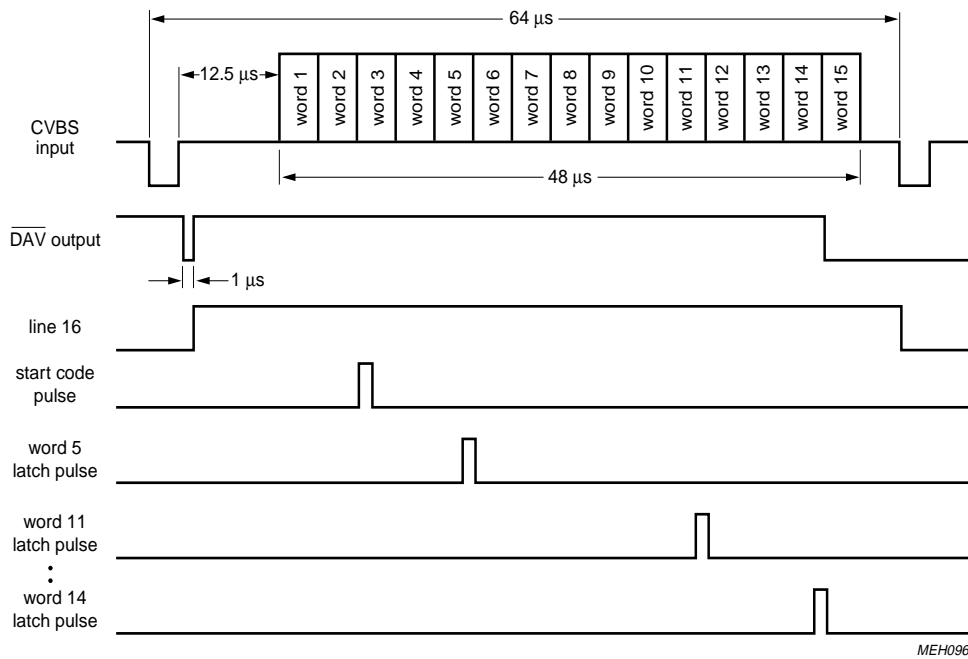 64 µs
12.5 µs
word 1
word 2
word 3
word 4
word 5
word 6
word 7
word 8
word 9
word 10
word 11
word 12
word 13
word 14
word 15
CVBS
input
48 µs
DAV output
1 µs
line 16
start code
pulse
word 5
latch pulse
word 11
latch pulse
word 14
latch pulse
MEH096